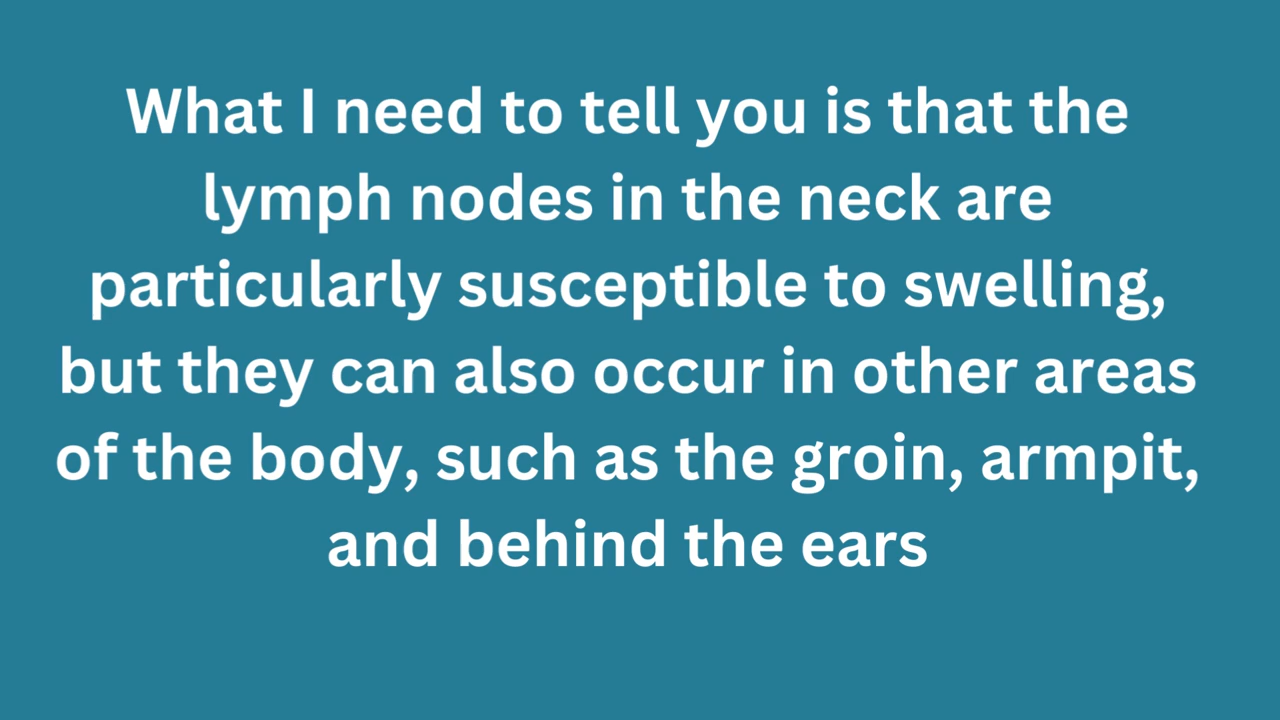 What I need to tell you is that the
lymph nodes in the neck are
particularly susceptible to swelling,
but they can also occur in other areas
of the body, such as the groin, armpit,
and behind the ears